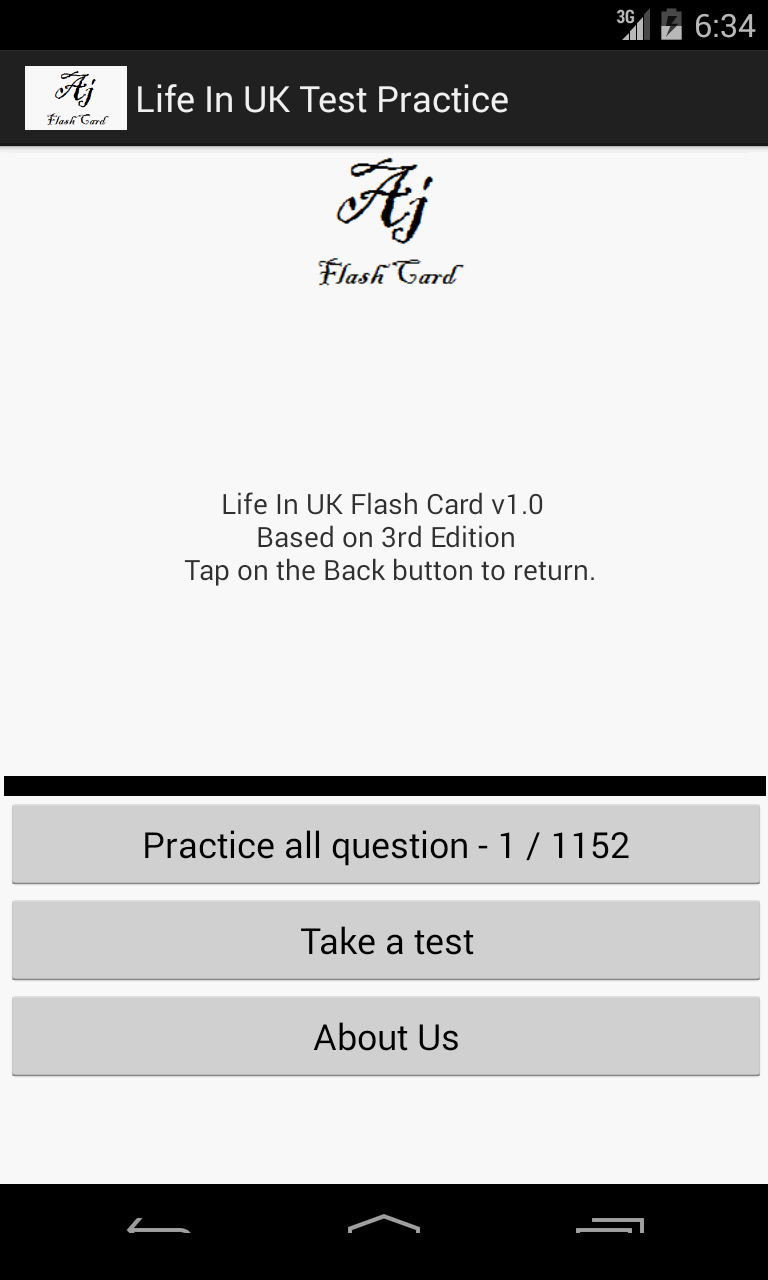 3G 6:34
Aj
Flash Card
Life In UK Test Practice
Aj
Flash Card
Life In UK Flash Card v1.0
Based on 3rd Edition
Tap on the Back button to return.
Practice all question - 1 / 1152
Take a test
About Us